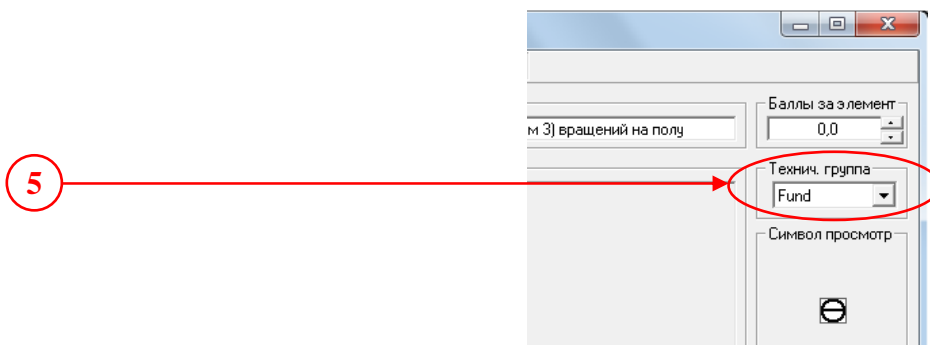 Баллы за элемент
м 3) вращений на полу
0,0
5
Технич. группа
Fund
Символ просмотр